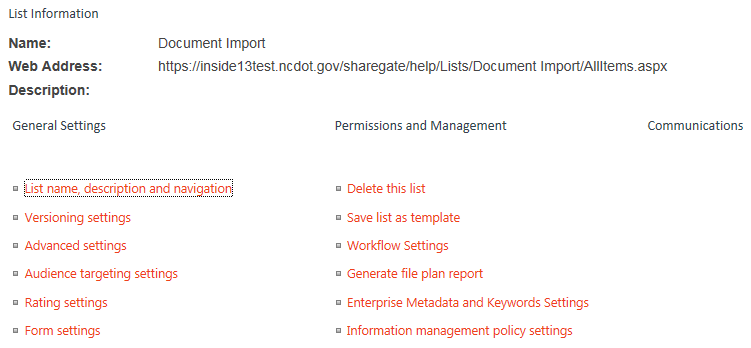 List Information
Name: Document Import
Web Address: https://inside13test.ncdot.gov/sharegate/help/Lists/Document Import/AllItems.aspx
Description:
General Settings Permissions and Management Communications
List name, description and navigation Delete this list
Versioning settings Save list as template
Advanced settings Workflow Settings
Audience targeting settings Generate file plan report
Rating settings Enterprise Metadata and Keywords Settings
Form settings Information management policy settings